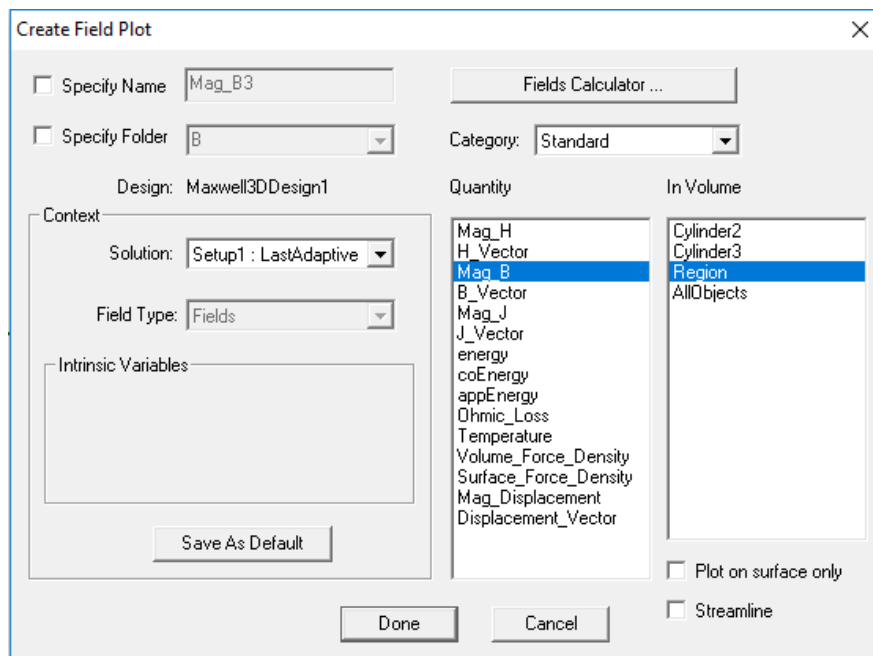 Create Field Plot
Specify Name
Mag_B3
Fields Calculator ...
Specify Folder
B
Category:
Standard
Design:
Maxwell3DDesign1
Quantity
In Volume
Context
Solution:
Setup1 : LastAdaptive
Field Type:
Fields
Intrinsic Variables
Save As Default
Mag_H
H_Vector
Mag_B
B_Vector
Mag_J
J_Vector
energy
coEnergy
appEnergy
Ohmic_Loss
Temperature
Volume_Force_Density
Surface_Force_Density
Mag_Displacement
Displacement_Vector
Cylinder2
Cylinder3
Region
AllObjects
Plot on surface only
Streamline
Done
Cancel